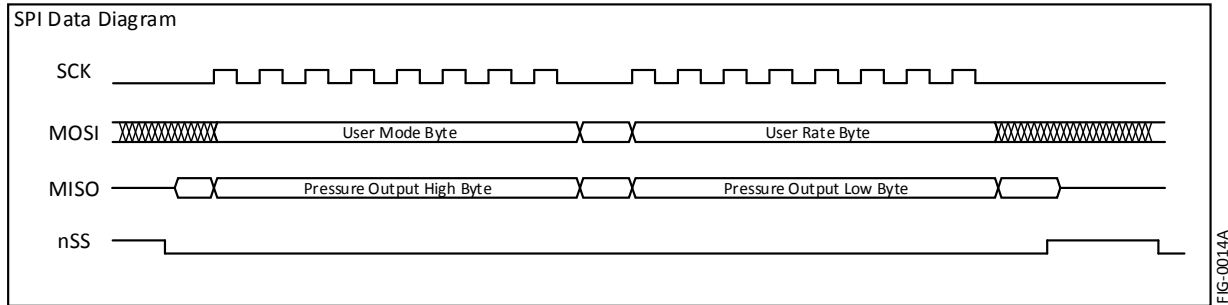 SPI Data Diagram
SCK
MOSI
User Mode Byte
User Rate Byte
MISO
Pressure Output High Byte
Pressure Output Low Byte
nSS
FIG-0014A